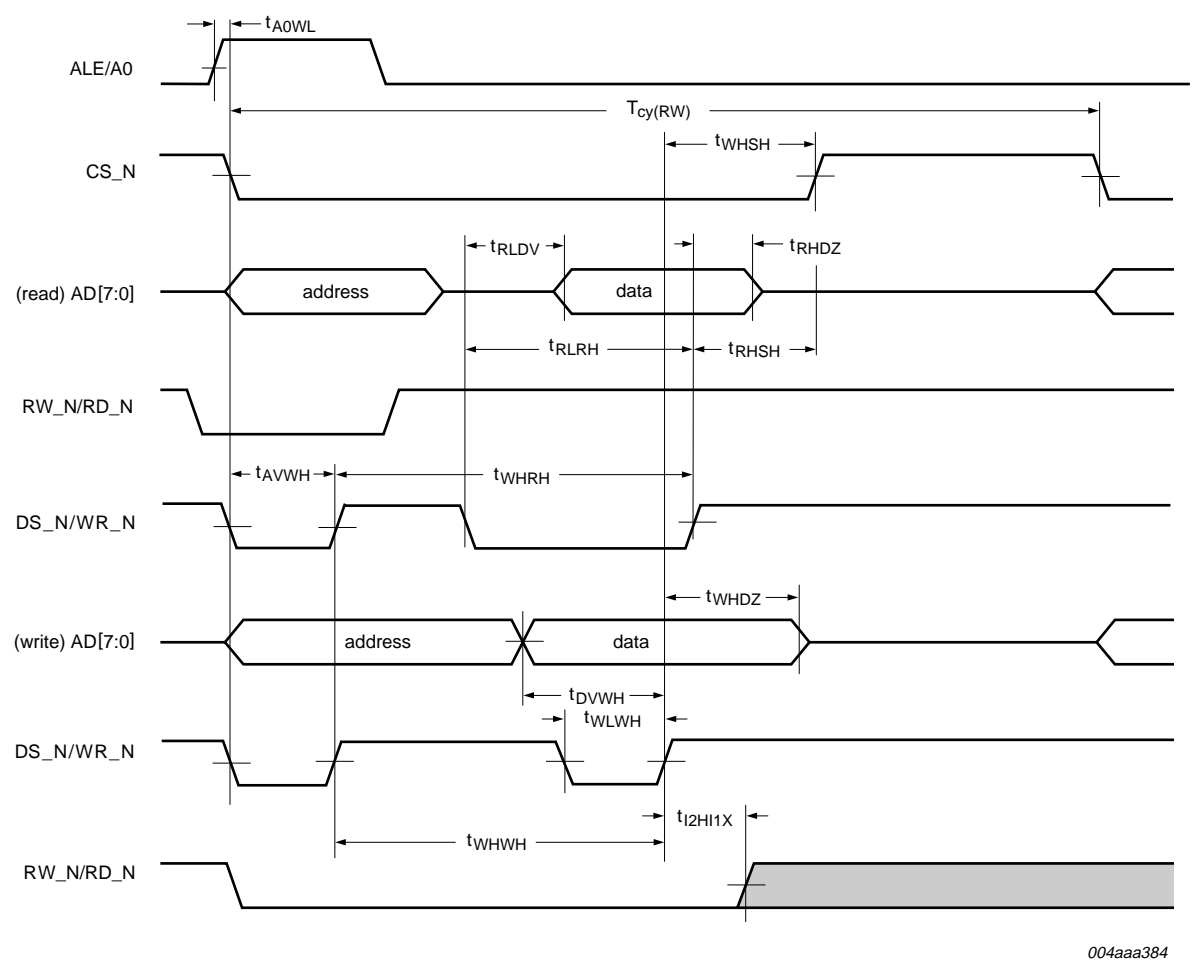 tA0WL
ALE/A0
Tcy(RW)
tWHSH
CS_N
tRLDV
tRHDZ
(read) AD[7:0]
address
data
tRLRH
tRHSH
RW_N/RD_N
tAVWH
tWHRH
DS_N/WR_N
tWHDZ
(write) AD[7:0]
address
data
tDVWH
tWLWH
DS_N/WR_N
tI2HI1X
tWHWH
RW_N/RD_N
004aaa384